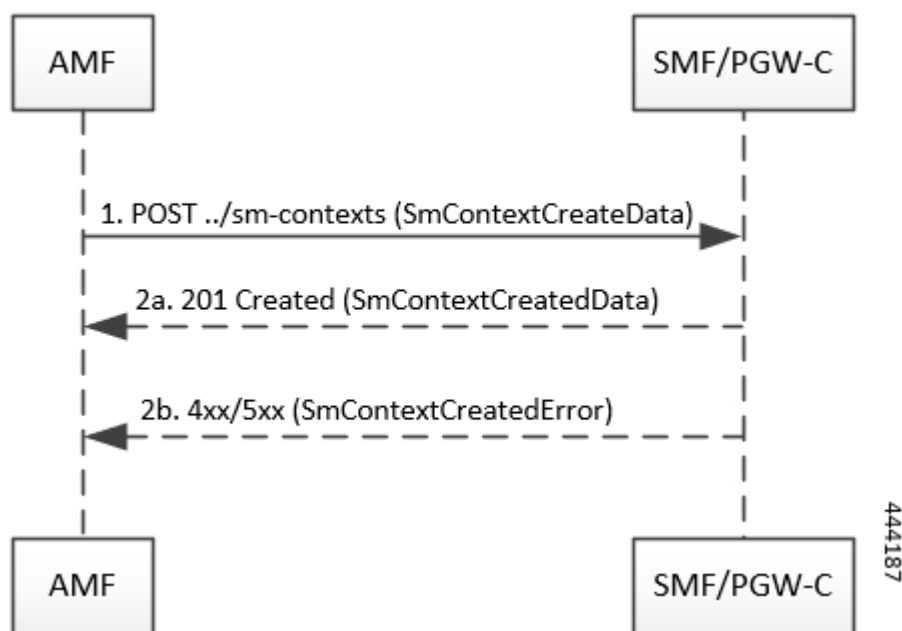 AMF
SMF/PGW-C
1. POST ../sm-contexts (SmContextCreateData)
2a. 201 Created (SmContextCreatedData)
2b. 4xx/5xx (SmContextCreatedError)
AMF
SMF/PGW-C
444187